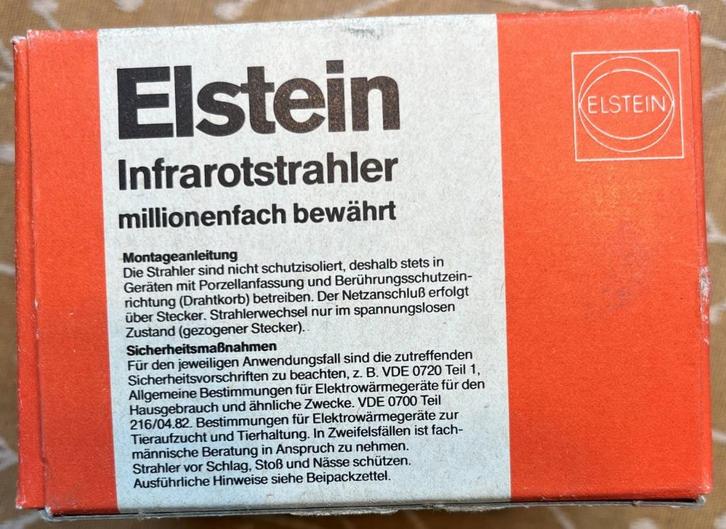 Elstein
ELSTEIN
Infrarotstrahler
millionenfach bewährt
Montageanleitung
Die Strahler sind nicht schutzisoliert, deshalb stets in
Geräten mit Porzellanfassung und Berührungsschutzein-
richtung (Drahtkorb) betreiben. Der Netzanschluß erfolgt
über Stecker. Strahlerwechsel nur im spannungslosen
Zustand (gezogener Stecker).
Sicherheitsmaßnahmen
Für den jeweiligen Anwendungsfall sind die zutreffenden
Sicherheitsvorschriften zu beachten, z. B. VDE 0720 Teil 1,
Allgemeine Bestimmungen für Elektrowärmegeräte für den
Hausgebrauch und ähnliche Zwecke. VDE 0700 Teil
216/04.82. Bestimmungen für Elektrowärmegeräte zur
Tieraufzucht und Tierhaltung. In Zweifelsfällen ist fach-
männische Beratung in Anspruch zu nehmen.
Strahler vor Schlag, Stoß und Nässe schützen.
Ausführliche Hinweise siehe Beipackzettel.